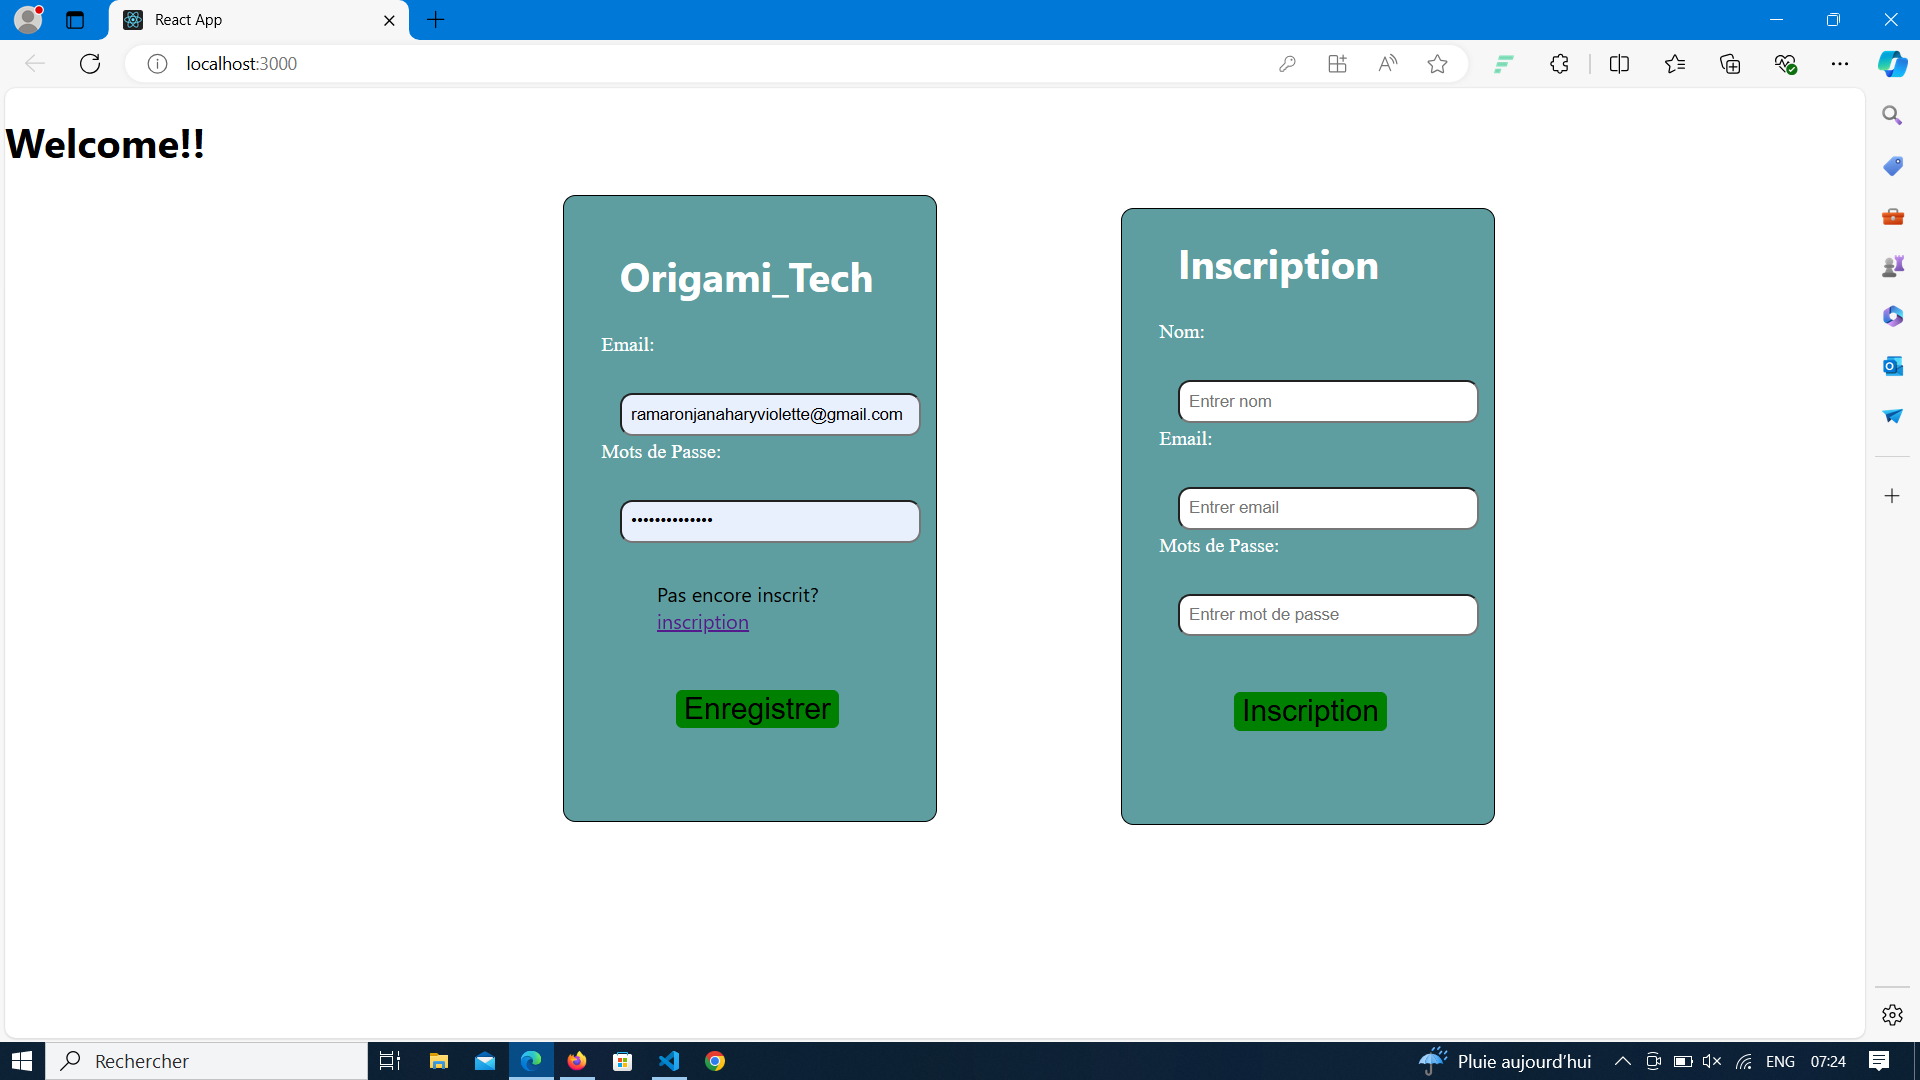 React App
localhost:3000
Welcome!!
Origami_Tech
Email:
ramaronjanaharyviolette@gmail.com
Mots de Passe:
••••••••••••••
Pas encore inscrit?
inscription
Enregistrer
Inscription
Nom:
Entrer nom
Email:
Entrer email
Mots de Passe:
Entrer mot de passe
Inscription
Rechercher
Pluie aujourd'hui
ENG
07:24